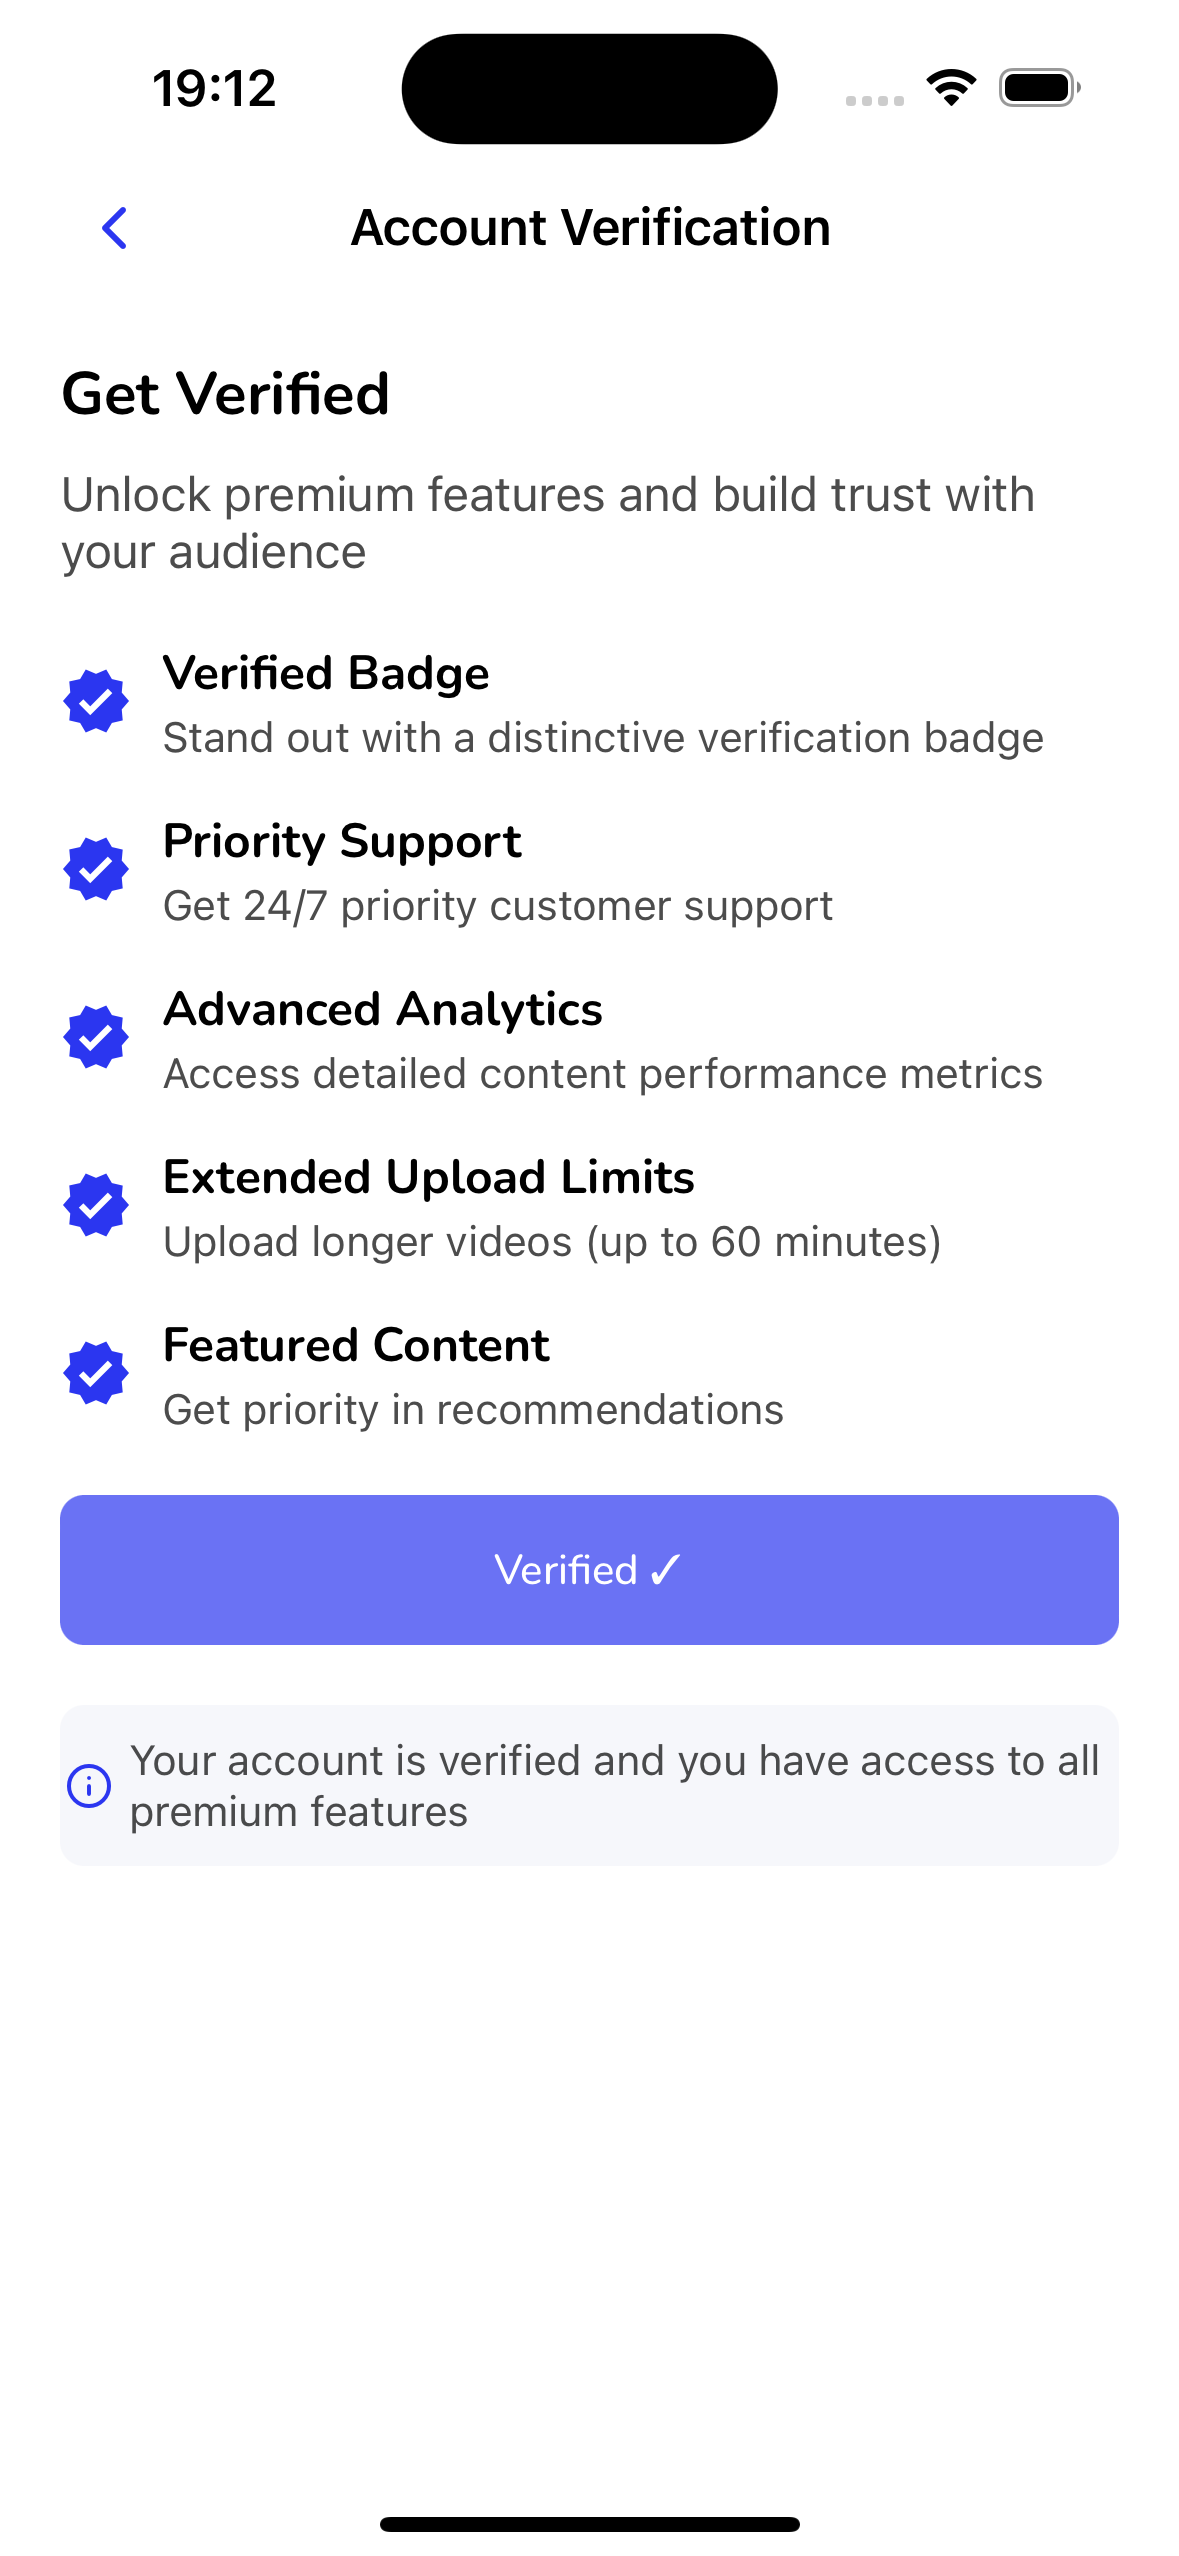 19:12
Account Verification
Get Verified
Unlock premium features and build trust with
your audience
Verified Badge
Stand out with a distinctive verification badge
Priority Support
Get 24/7 priority customer support
Advanced Analytics
Access detailed content performance metrics
Extended Upload Limits
Upload longer videos (up to 60 minutes)
Featured Content
Get priority in recommendations
Verified ✓
Your account is verified and you have access to all
premium features